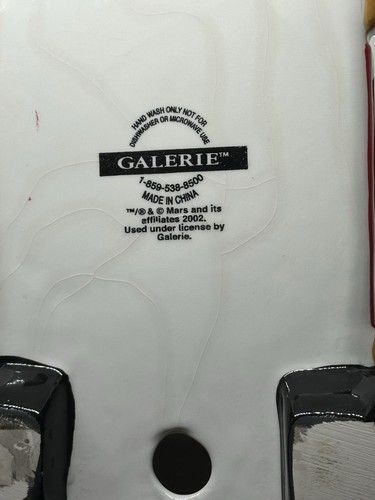 HAND WASH ONLY NOT FOR
DISHWASHER OR MICROWAVE USE
GALERIE™
1-859-538-8500
MADE IN CHINA
™/® & © Mars and its
affiliates 2002.
Used under license by
Galerie.